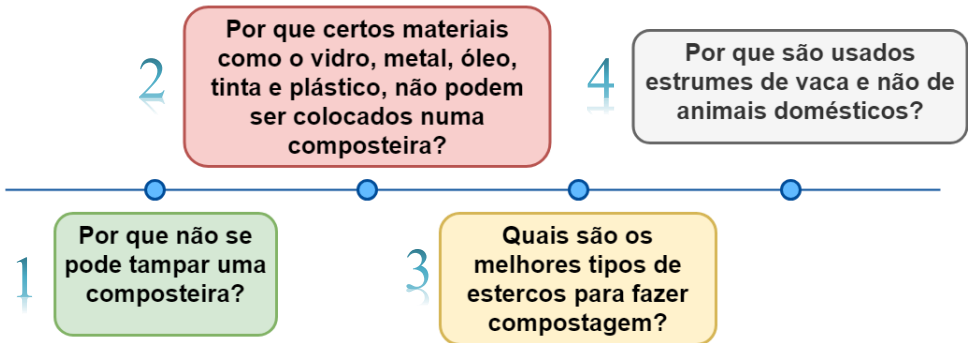 1
Por que não se
pode tampar uma
composteira?
2
Por que certos materiais
como o vidro, metal, óleo,
tinta e plástico, não podem
ser colocados numa
composteira?
3
Quais são os
melhores tipos de
estercos para fazer
compostagem?
4
Por que são usados
estrumes de vaca e não de
animais domésticos?